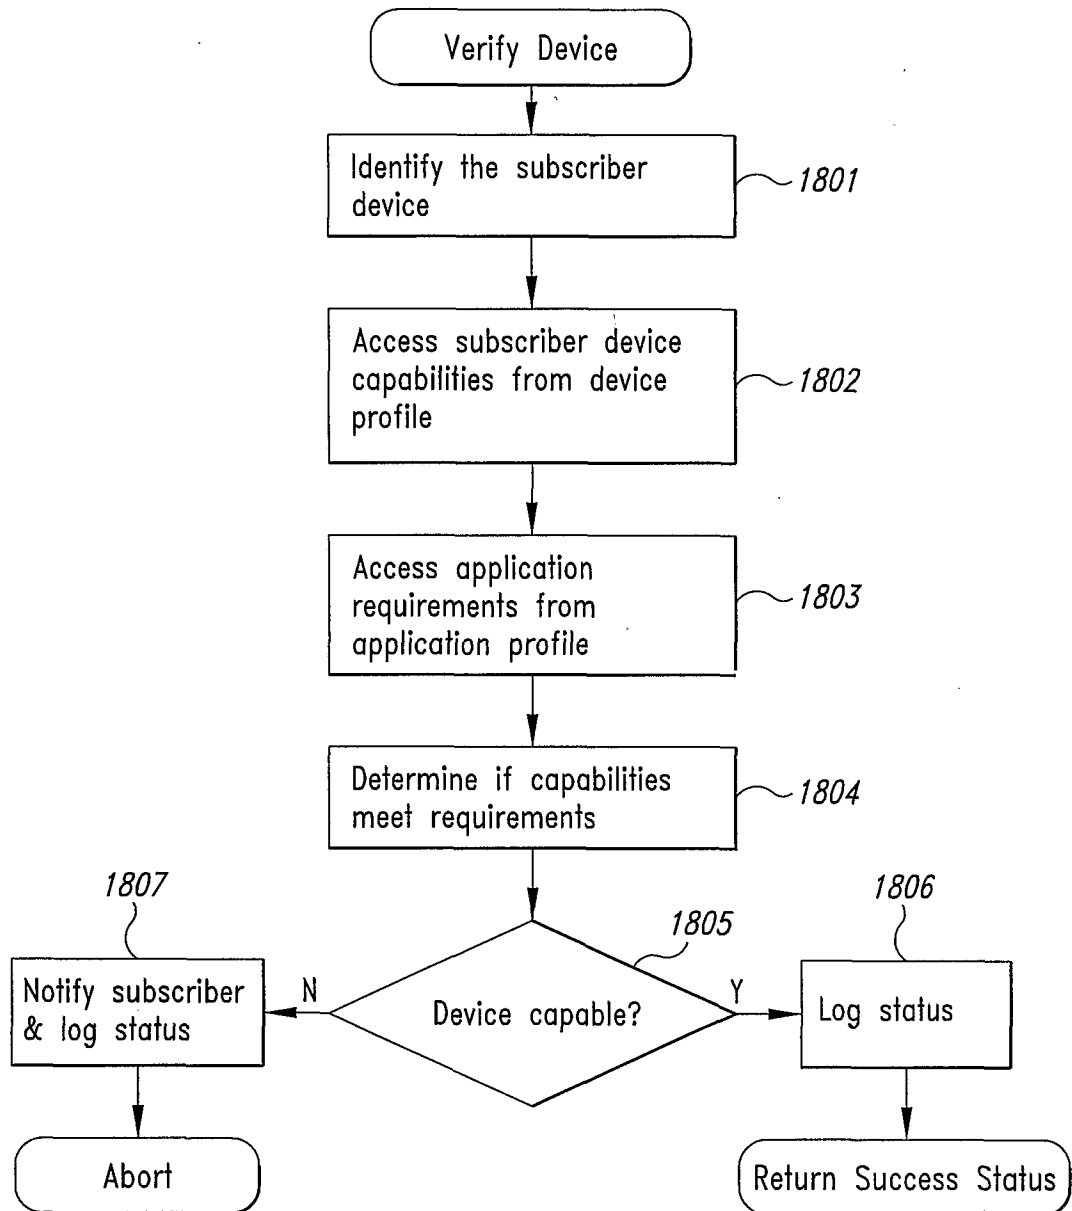 Verify Device
Identify the subscriber
device
1801
Access subscriber device
capabilities from device
profile
1802
Access application
requirements from
application profile
1803
Determine if capabilities
meet requirements
1804
1807
1806
1805
Notify subscriber
& log status
N
Device capable?
Y
Log status
Abort
Return Success Status